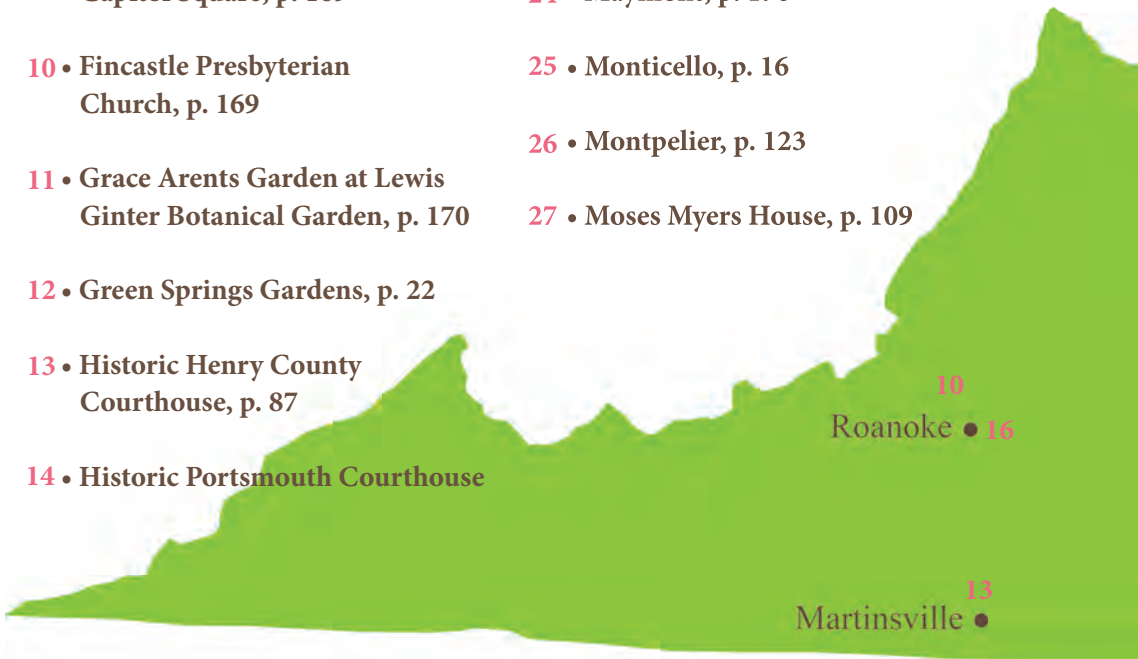 10 • Fincastle Presbyterian
Church, p. 169
11 • Grace Arents Garden at Lewis
Ginter Botanical Garden, p. 170
12 • Green Springs Gardens, p. 22
13 • Historic Henry County
Courthouse, p. 87
14 • Historic Portsmouth Courthouse
25 • Monticello, p. 16
26 • Montpelier, p. 123
27 • Moses Myers House, p. 109
10
Roanoke • 16
13
Martinsville •